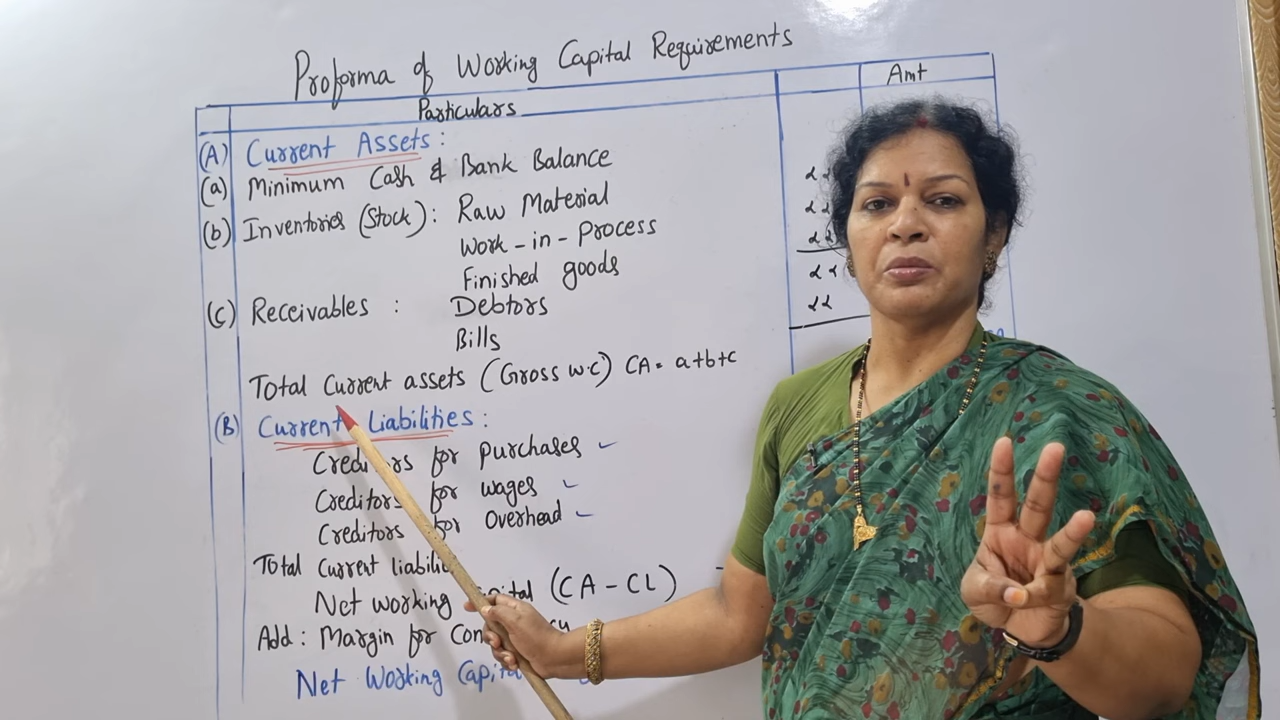 Proforma of Working Capital Requirements
Particulars Amt
(A) Current Assets:
(a) Minimum Cash & Bank Balance
(b) Inventories (Stock): Raw Material
Work-in-Process
Finished goods
(C) Receivables : Debtors
Bills
Total Current assets (Gross w.c) CA = a+b+c
(B) Current Liabilities:
Creditors for purchases
Creditors for wages
Creditors for Overhead
Total Current
Net working (CA-CL)
Add: Margin for
Net Working